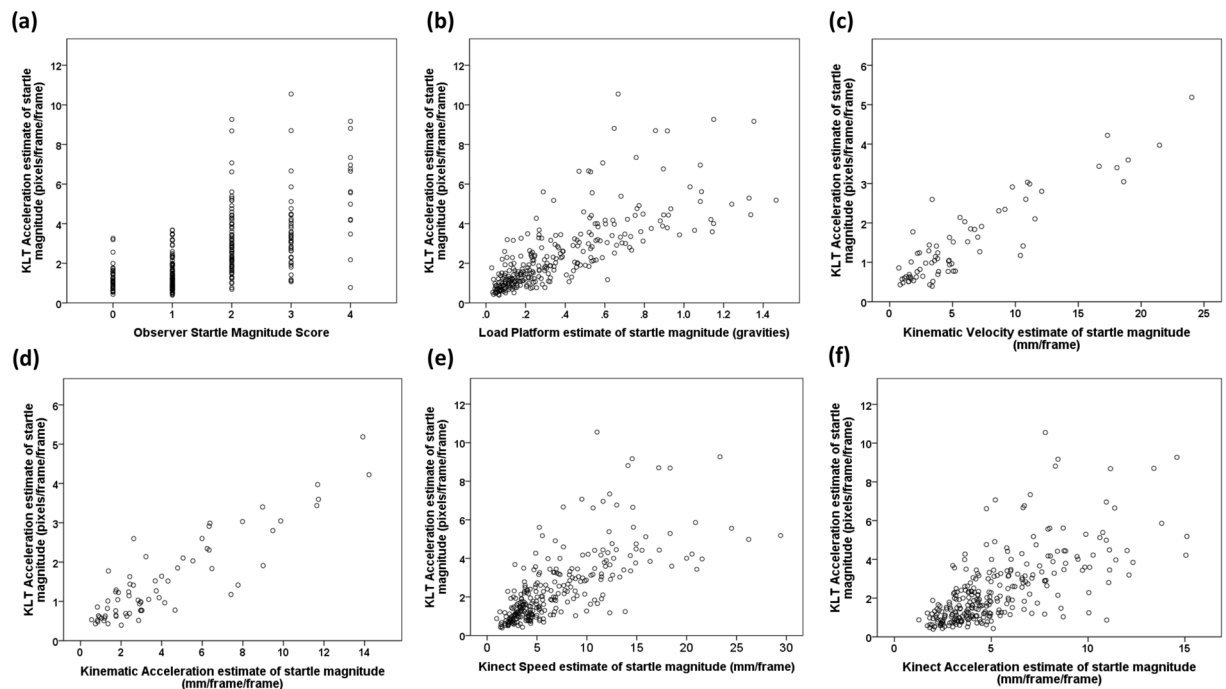 (a)
KLT Acceleration estimate of startle
magnitude (pixels/frame/frame)
12
10
8
6
4
2
0
0 1 2 3 4
Observer Startle Magnitude Score
(b)
KLT Acceleration estimate of startle
magnitude (pixels/frame/frame)
12
10
8
6
4
2
0
.0 .2 .4 .6 .8 1.0 1.2 1.4
Load Platform estimate of startle magnitude (gravities)
(c)
KLT Acceleration estimate of startle
magnitude (pixels/frame/frame)
6
5
4
3
2
1
0
0 5 10 15 20 25
Kinematic Velocity estimate of startle magnitude
(mm/frame)
(d)
KLT Acceleration estimate of startle
magnitude (pixels/frame/frame)
6
5
4
3
2
1
0
0 2 4 6 8 10 12 14
Kinematic Acceleration estimate of startle magnitude
(mm/frame/frame)
(e)
KLT Acceleration estimate of startle
magnitude (pixels/frame/frame)
12
10
8
6
4
2
0
0 5 10 15 20 25 30
Kinect Speed estimate of startle magnitude (mm/frame)
(f)
KLT Acceleration estimate of startle
magnitude (pixels/frame/frame)
12
10
8
6
4
2
0
0 5 10 15
Kinect Acceleration estimate of startle magnitude
(mm/frame/frame)